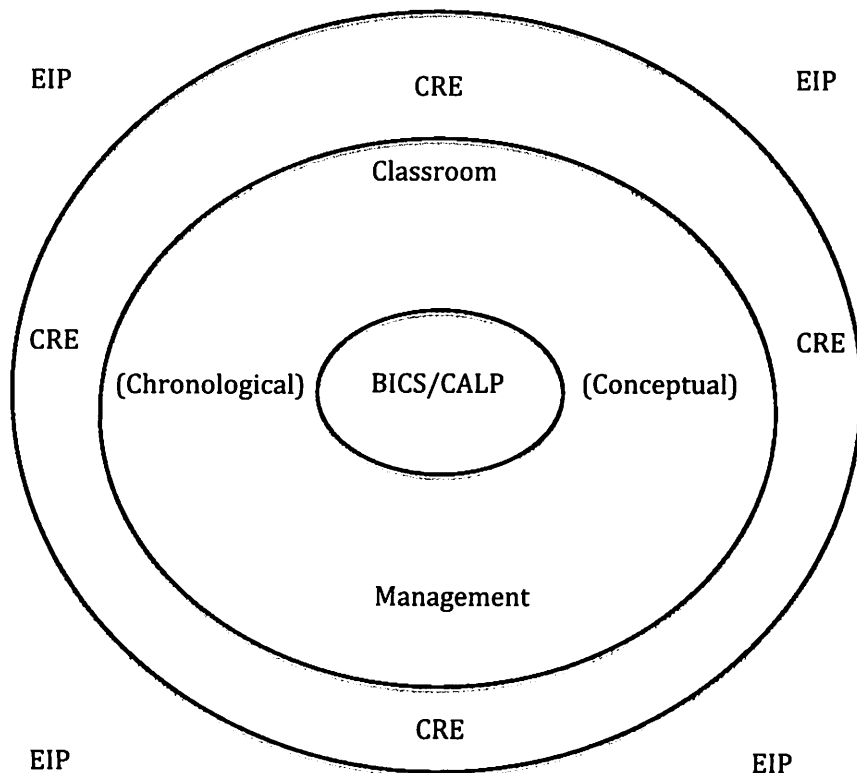 EIP
CRE
EIP
Classroom
CRE
CRE
(Chronological)
BICS/CALP
(Conceptual)
Management
CRE
EIP
EIP